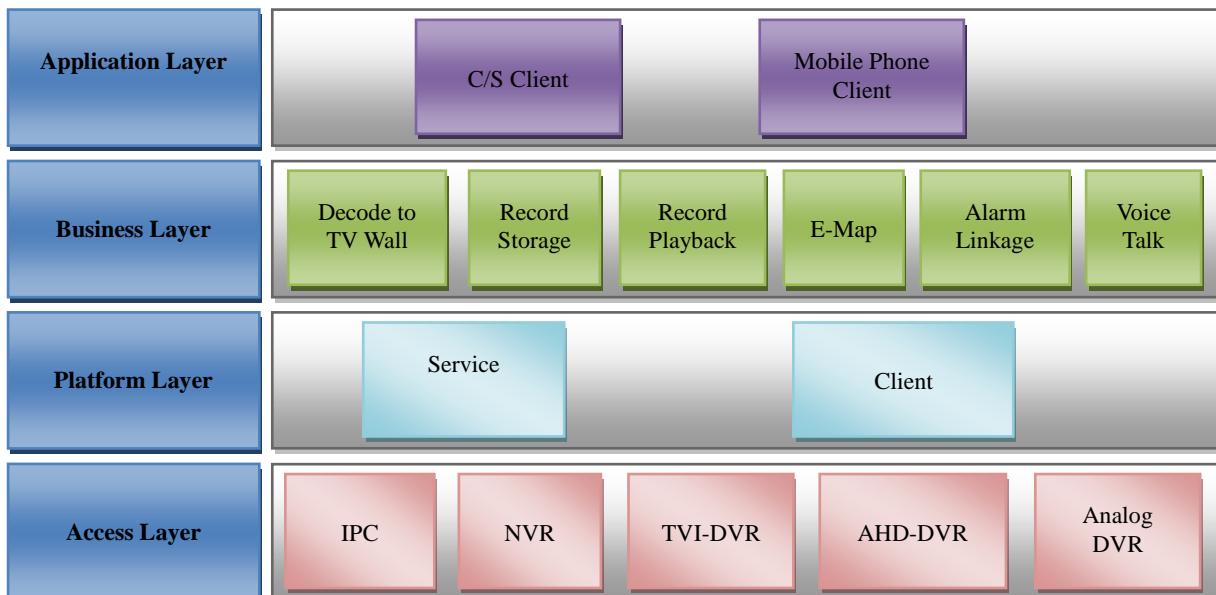 Application Layer
C/S Client
Mobile Phone
Client
Business Layer
Decode to
TV Wall
Record
Storage
Record
Playback
E-Map
Alarm
Linkage
Voice
Talk
Platform Layer
Service
Client
Access Layer
IPC
NVR
TVI-DVR
AHD-DVR
Analog
DVR